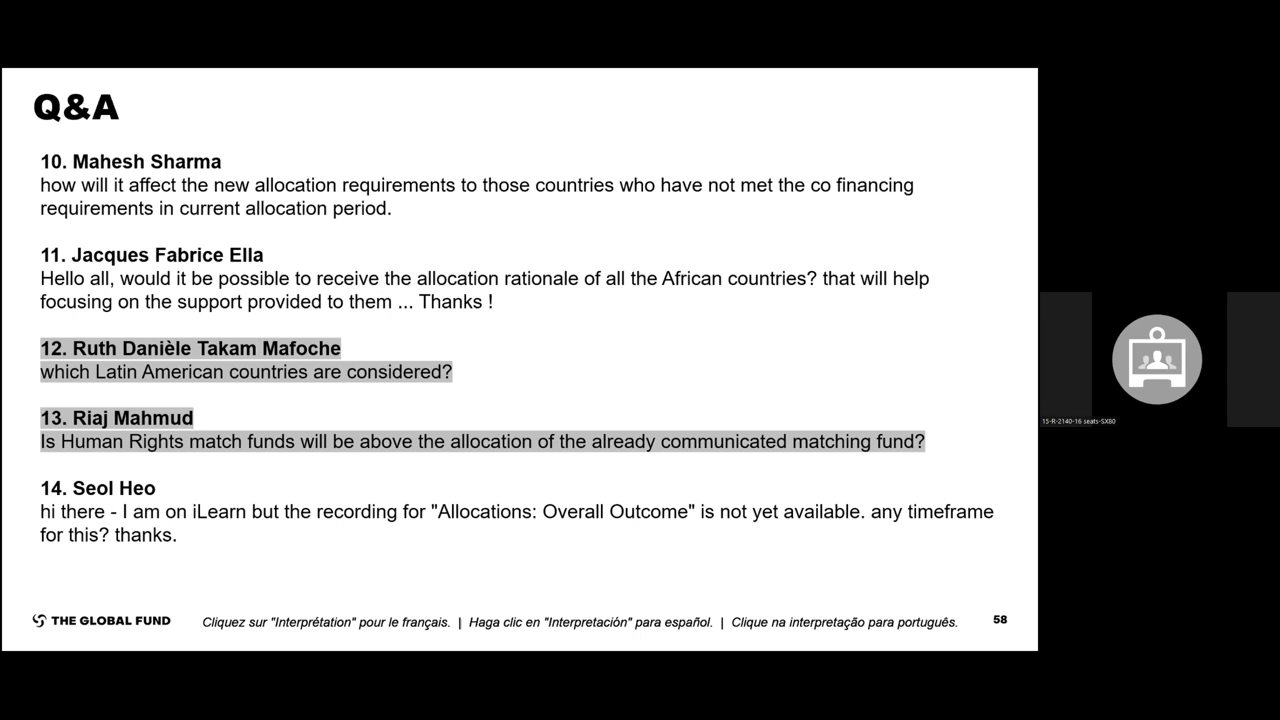 Q&A
10. Mahesh Sharma
how will it affect the new allocation requirements to those countries who have not met the co financing
requirements in current allocation period.
11. Jacques Fabrice Ella
Hello all, would it be possible to receive the allocation rationale of all the African countries? that will help
focusing on the support provided to them ... Thanks !
12. Ruth Danièle Takam Mafoche
which Latin American countries are considered?
13. Riaj Mahmud
Is Human Rights match funds will be above the allocation of the already communicated matching fund?
14. Seol Heo
hi there - I am on iLearn but the recording for "Allocations: Overall Outcome" is not yet available. any timeframe
for this? thanks.
THE GLOBAL FUND
Cliquez sur "Interprétation" pour le français. | Haga clic en "Interpretación" para español. | Clique na interpretação para português.
58
15-R-2140-16 seats-SX80